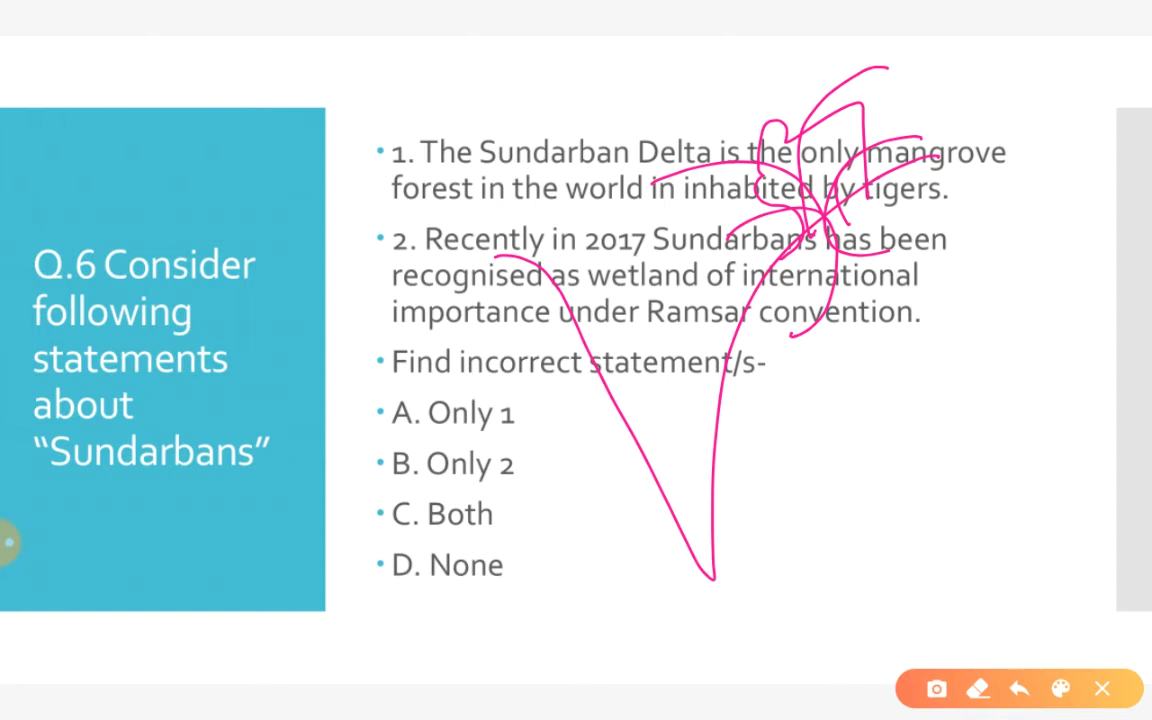 Q.6 Consider
following
statements
about
“Sundarbans”
• 1. The Sundarban Delta is the only mangrove
forest in the world in inhabited by tigers.
• 2. Recently in 2017 Sundarbans has been
recognised as wetland of international
importance under Ramsar convention.
• Find incorrect statement/s-
• A. Only 1
• B. Only 2
• C. Both
• D. None